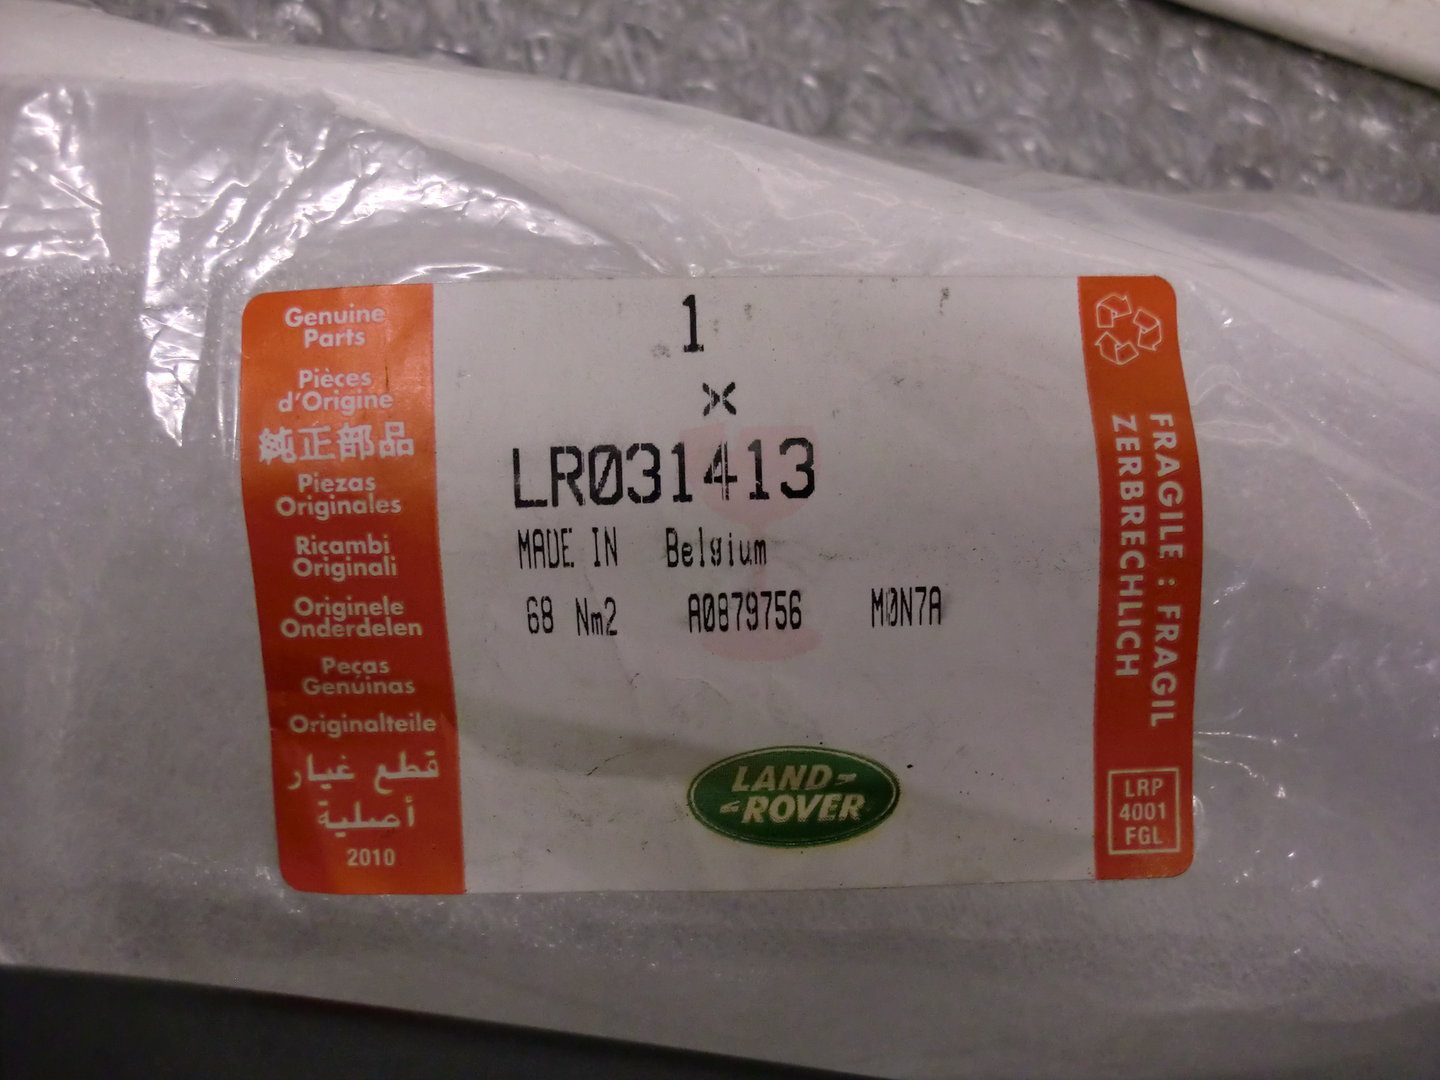 Genuine
Parts
Pièces
d'Origine
純正部品
Piezas
Originales
Ricambi
Originali
Originele
Onderdelen
Peças
Genuinas
Originalteile
قطع غيار
أصلية
2010
1
X
LR031413
MADE IN Belgium
68 Nm2 A0879756 M0N7A
LAND-
-ROVER
FRAGILE : FRAGIL
ZERBRECHLICH
LRP
4001
FGL